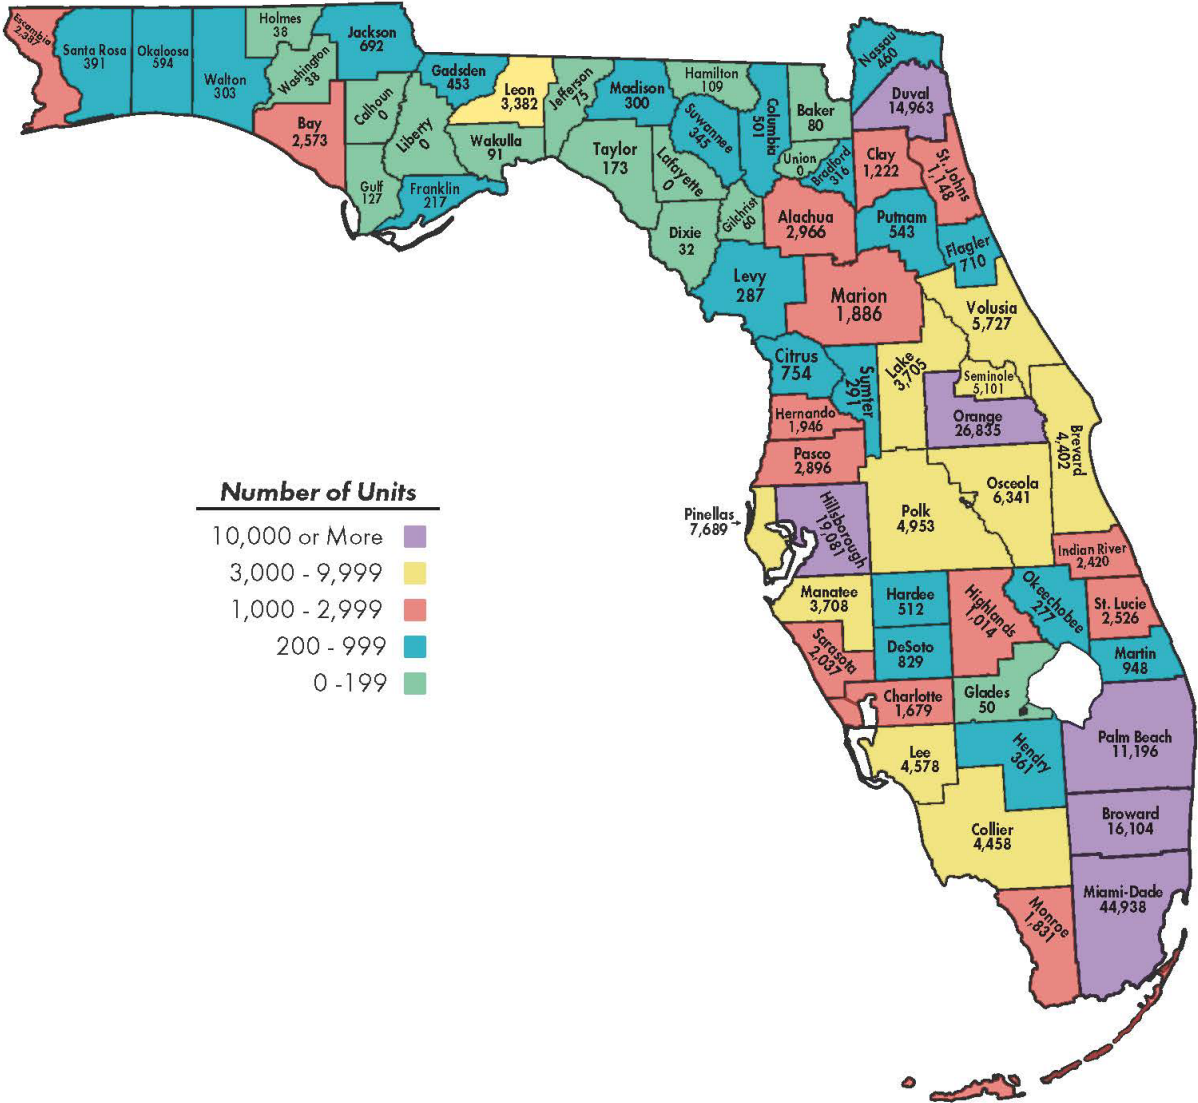 Escambia
2,387
Santa Rosa
391
Okaloosa
594
Walton
303
Holmes
38
Washington
38
Jackson
692
Bay
2,573
Calhoun
0
Gulf
127
Liberty
0
Gadsden
453
Franklin
217
Leon
3,382
Wakulla
91
Jefferson
75
Madison
300
Taylor
173
Hamilton
109
Suwannee
345
Lafayette
0
Dixie
32
Columbia
501
Gilchrist
60
Baker
80
Union
0
Bradford
316
Nassau
460
Duval
14,963
Clay
1,222
St. Johns
1,148
Alachua
2,966
Putnam
543
Flagler
710
Levy
287
Marion
1,886
Volusia
5,727
Citrus
754
Sumter
291
Lake
3,705
Seminole
5,101
Orange
26,835
Brevard
4,402
Hernando
1,946
Pasco
2,896
Pinellas
7,689
Hillsborough
19,081
Polk
4,953
Osceola
6,341
Indian River
2,420
Manatee
3,708
Hardee
512
Highlands
1,014
Okeechobee
277
St. Lucie
2,526
Sarasota
2,037
DeSoto
829
Martin
948
Charlotte
1,679
Glades
50
Lee
4,578
Hendry
361
Palm Beach
11,196
Broward
16,104
Collier
4,458
Miami-Dade
44,938
Monroe
1,831
Number of Units
10,000 or More
3,000 - 9,999
1,000 - 2,999
200 - 999
0 -199